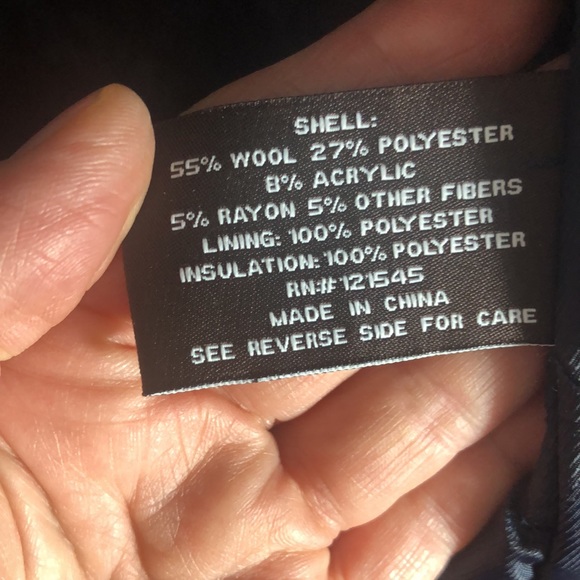 SHELL:
55% WOOL 27% POLYESTER
8% ACRYLIC
5% RAYON 5% OTHER FIBERS
LINING: 100% POLYESTER
INSULATION: 100% POLYESTER
RN# 121545
MADE IN CHINA
SEE REVERSE SIDE FOR CARE